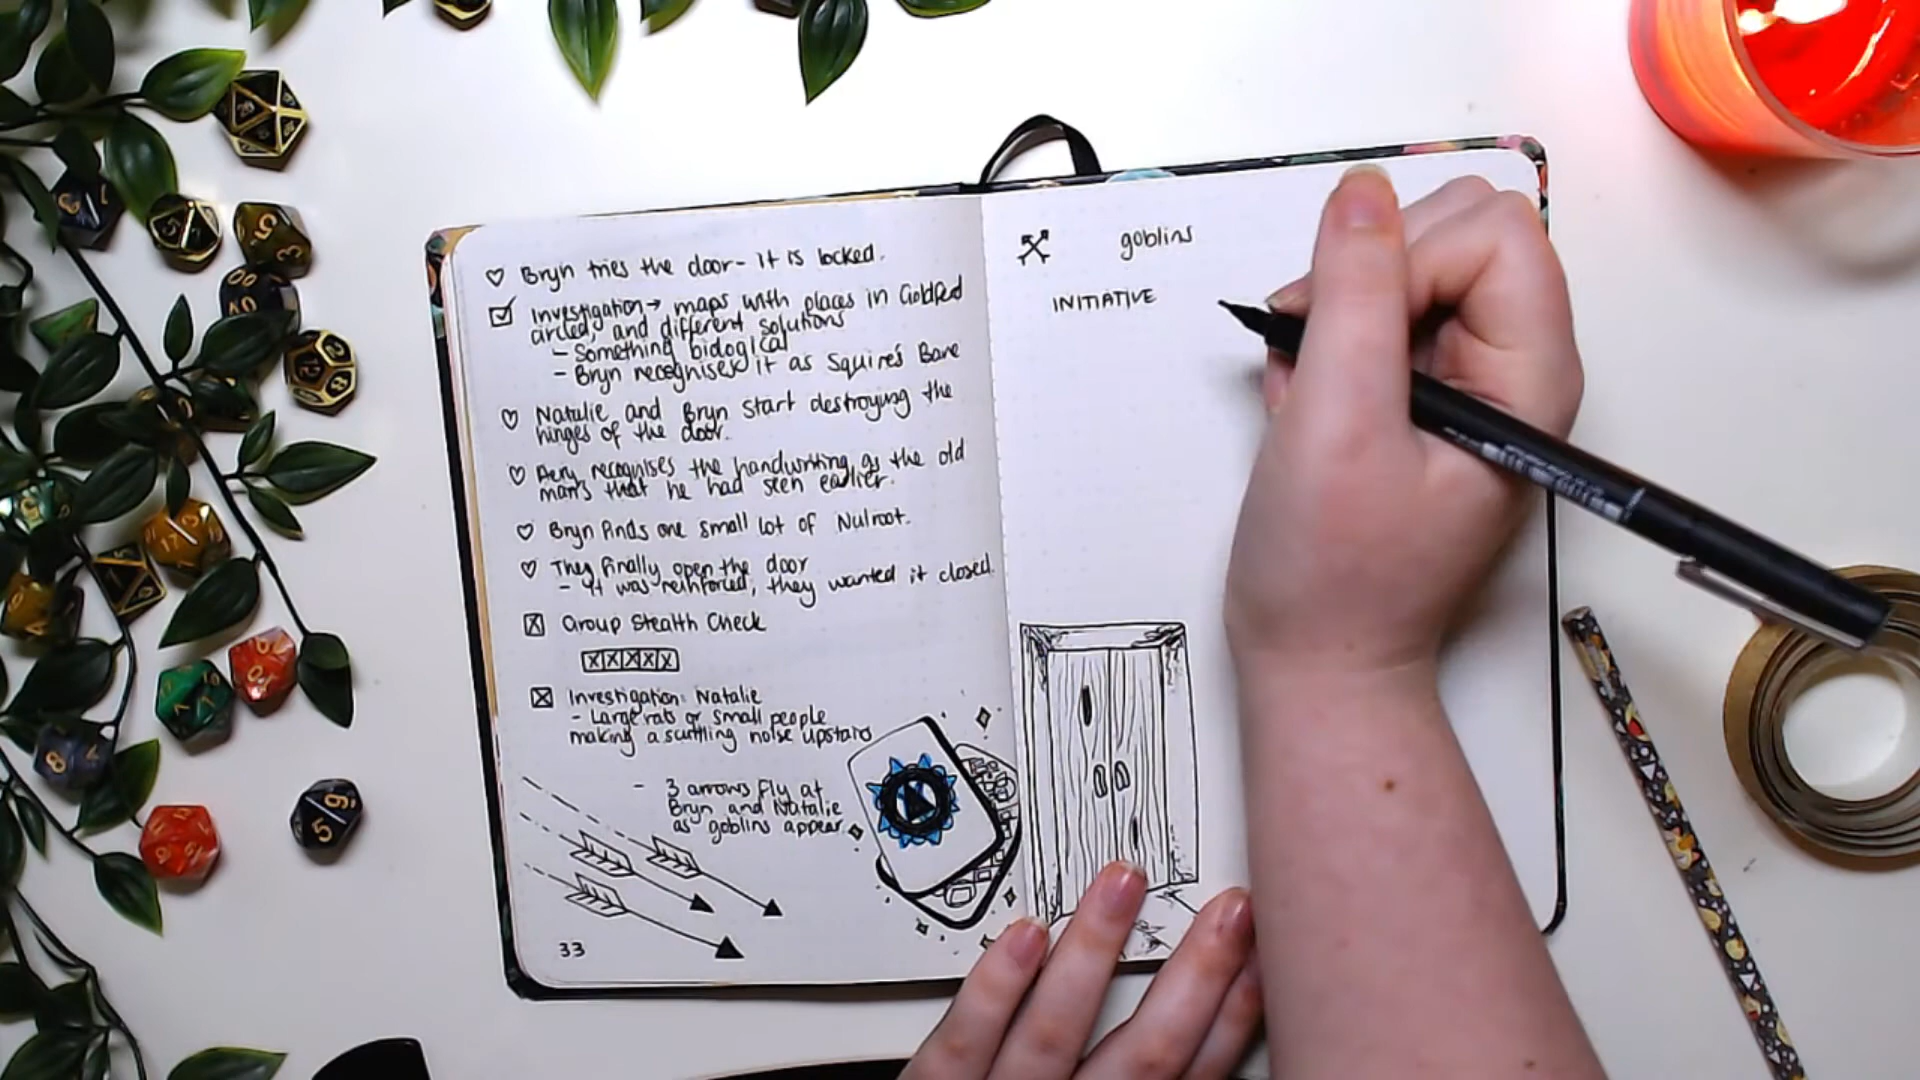 Bryn tries the door - it is locked.
Investigation → maps with places in Goldred
circled, and different solutions
- Something biological
- Bryn recognises it as Squire's Bane
Natalie and Bryn start destroying the
hinges of the door.
recognises the handwriting as the old
man's that he had seen earlier.
Bryn finds one small lot of Nulroot.
They finally open the door
- It was reinforced, they wanted it closed.
Group Stealth Check
X X X X X
Investigation: Natalie
- Large rats or small people
making a scuttling noise upstairs
- 3 arrows fly at
Bryn and Natalie
as goblins appear
33
goblins
INITIATIVE